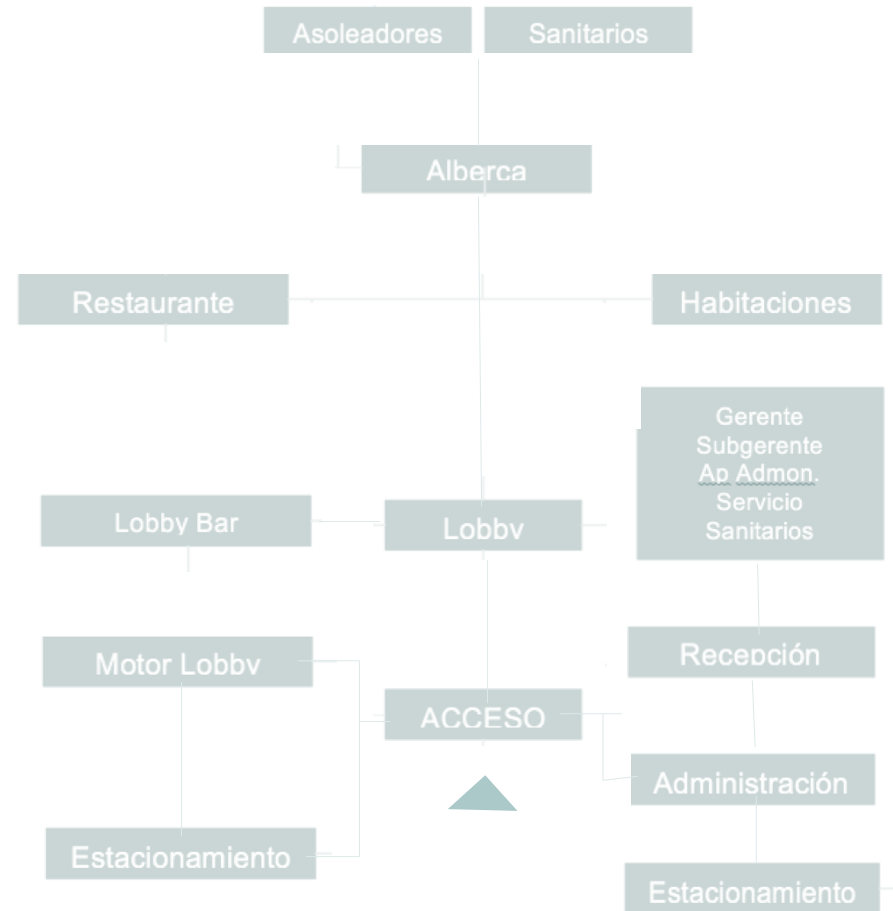 Asoleadores
Sanitarios
Alberca
Restaurante
Habitaciones
Gerente
Subgerente
Ap Admon.
Servicio
Sanitarios
Lobby Bar
Lobby
Motor Lobby
Recepción
ACCESO
Administración
Estacionamiento
Estacionamiento